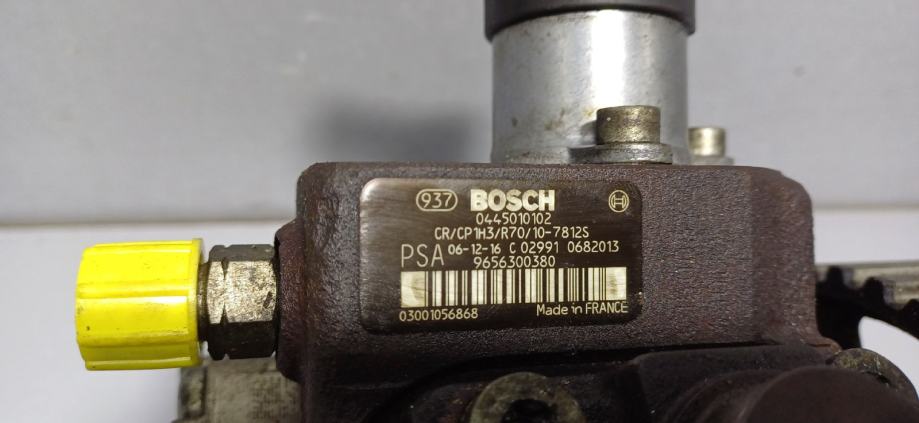 937 BOSCH
0445010102
CR/CP1H3/R70/10-7812S
PSA 06-12-16 C 02991 0682013
9656300380
03001056868 Made in FRANCE